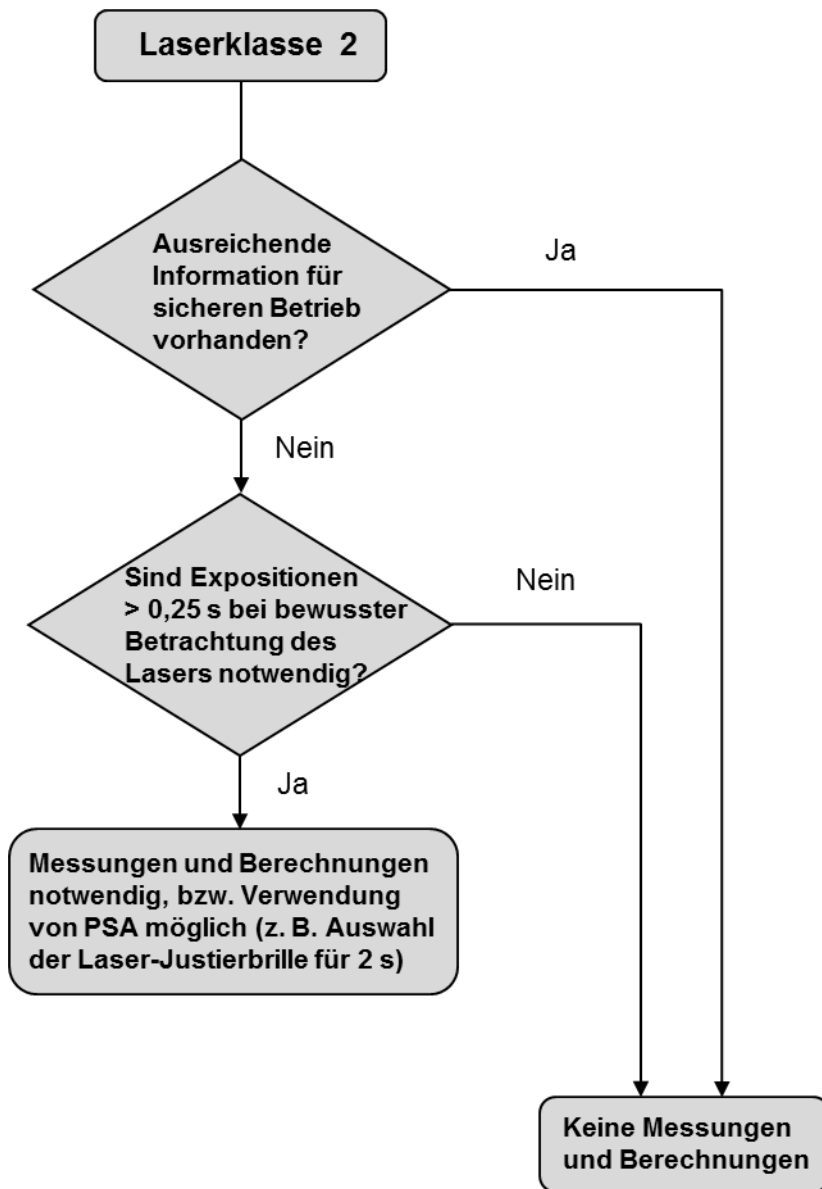 Laserklasse 2
Ausreichende
Information für
sicheren Betrieb
vorhanden?
Ja
Nein
Sind Expositionen
> 0,25 s bei bewusster
Betrachtung des
Lasers notwendig?
Nein
Ja
Messungen und Berechnungen
notwendig, bzw. Verwendung
von PSA möglich (z. B. Auswahl
der Laser-Justierbrille für 2 s)
Keine Messungen
und Berechnungen